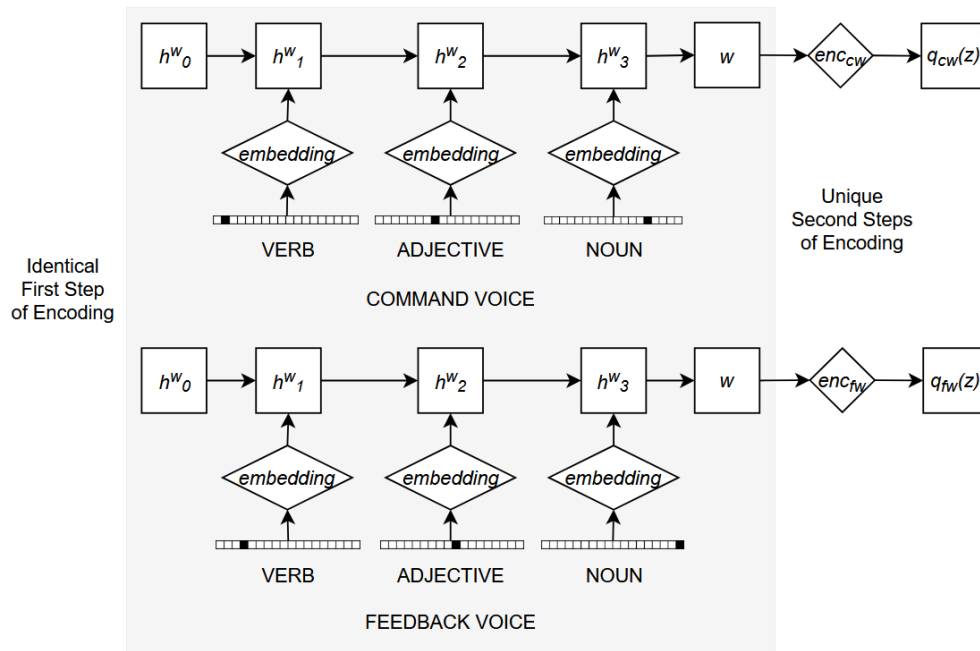 h^w_0 h^w_1 h^w_2 h^w_3 w enc_cw q_cw(z)
embedding embedding embedding
VERB ADJECTIVE NOUN
COMMAND VOICE
Unique
Second Steps
of Encoding
Identical
First Step
of Encoding
h^w_0 h^w_1 h^w_2 h^w_3 w enc_fw q_fw(z)
embedding embedding embedding
VERB ADJECTIVE NOUN
FEEDBACK VOICE